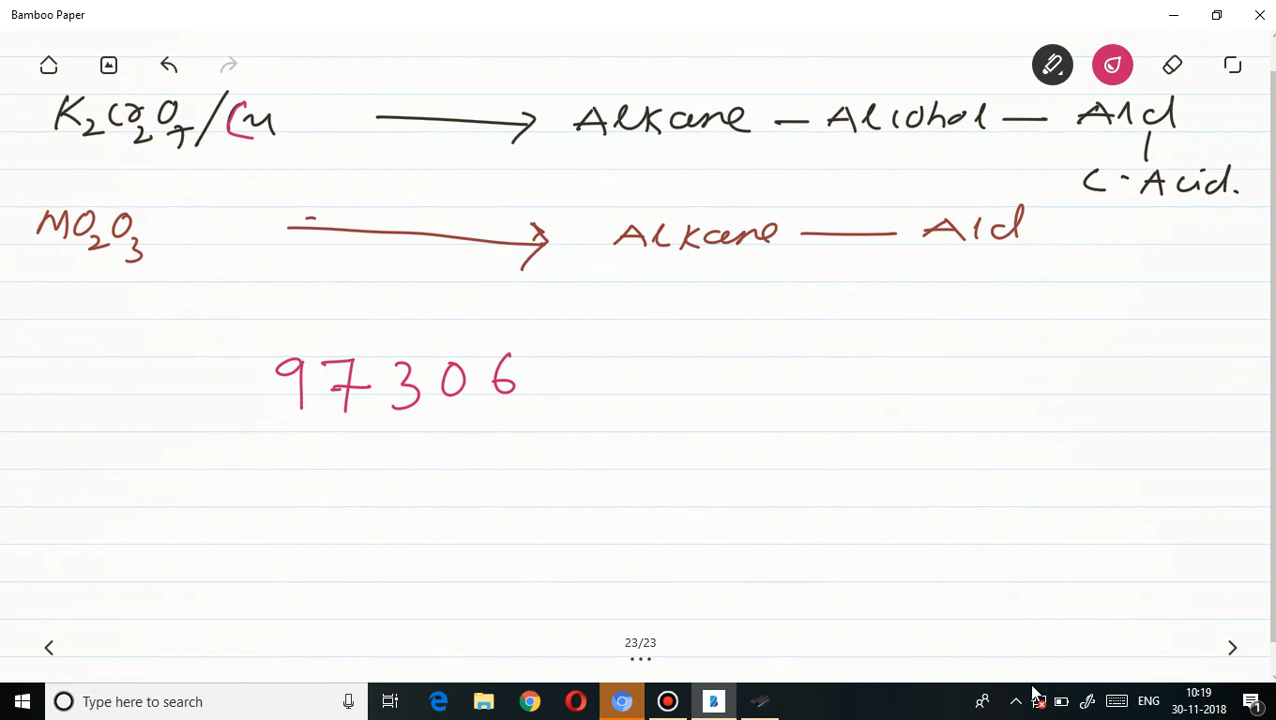 Bamboo Paper
K2Cr2O7/Cu → Alkane — Alcohol — Ald
C-Acid.
MO2O3 → Alkane — Ald
97306
23/23
Type here to search
ENG
10:19
30-11-2018
1